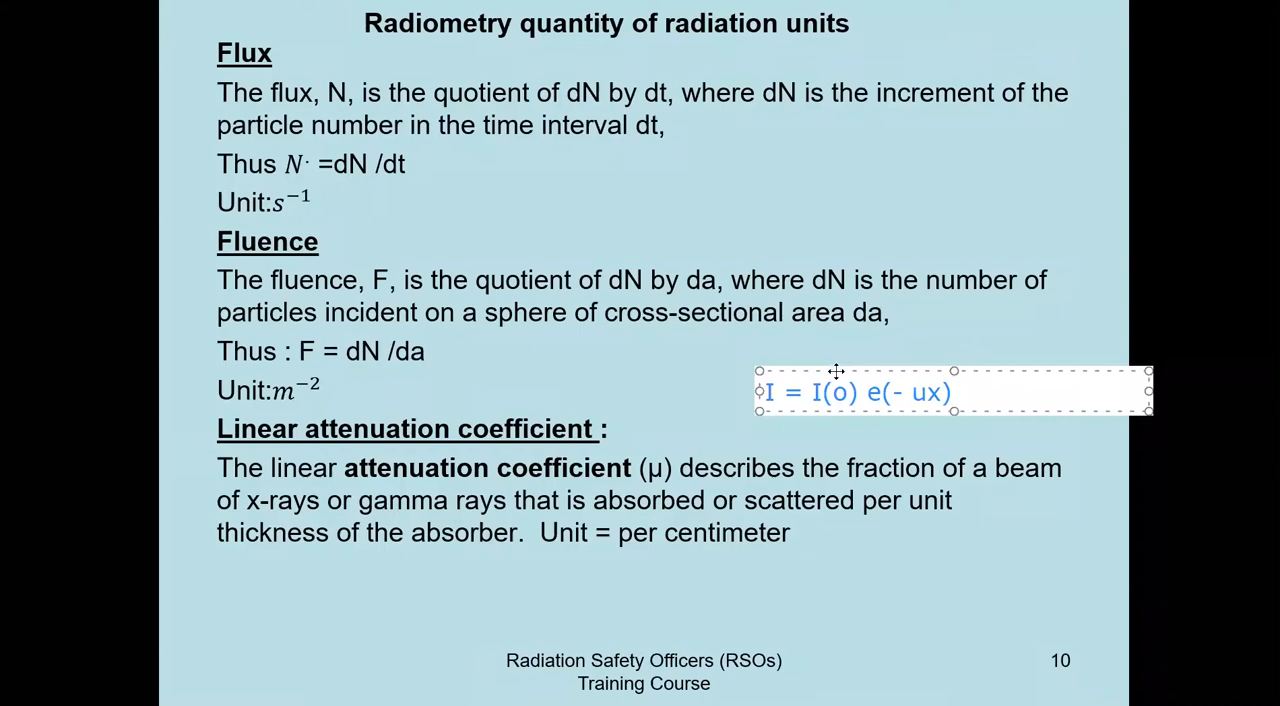 Radiometry quantity of radiation units
Flux
The flux, N, is the quotient of dN by dt, where dN is the increment of the
particle number in the time interval dt,
Thus N· =dN /dt
Unit:s⁻¹
Fluence
The fluence, F, is the quotient of dN by da, where dN is the number of
particles incident on a sphere of cross-sectional area da,
Thus : F = dN /da
Unit:m⁻²
I = I(o) e(- ux)
Linear attenuation coefficient :
The linear attenuation coefficient (μ) describes the fraction of a beam
of x-rays or gamma rays that is absorbed or scattered per unit
thickness of the absorber.  Unit = per centimeter
Radiation Safety Officers (RSOs)
Training Course
10